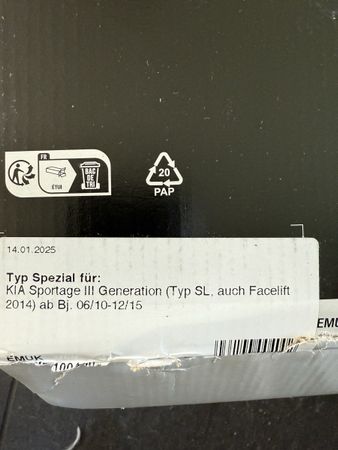 FR
ÉTUI
BAC
DE
TRI
20
PAP
14.01.2025
Typ Spezial für:
KIA Sportage III Generation (Typ SL, auch Facelift
2014) ab Bj. 06/10-12/15
EMUK
EMUK